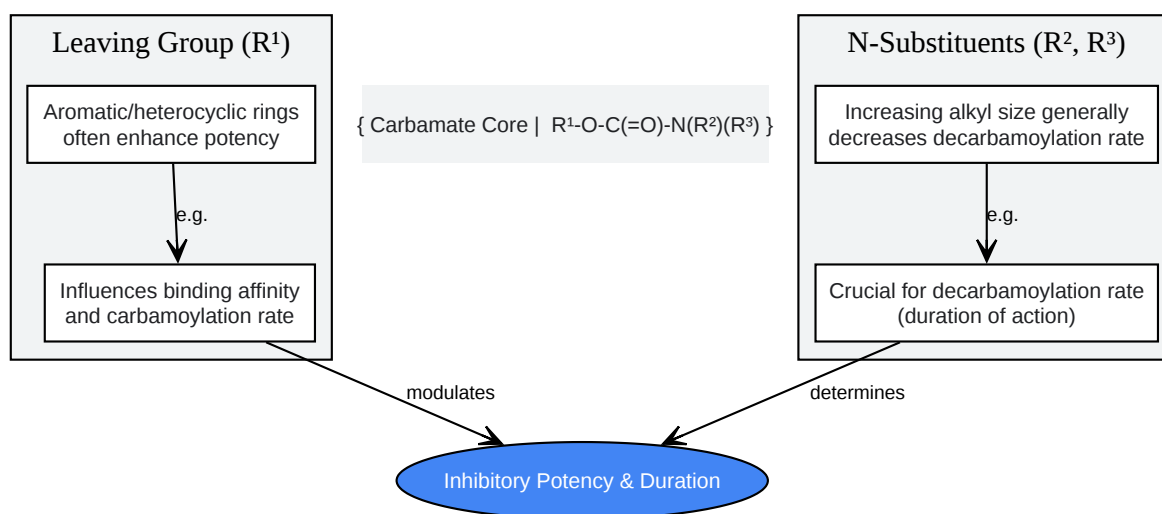 Leaving Group (R¹)
Aromatic/heterocyclic rings
often enhance potency
e.g.
Influences binding affinity
and carbamoylation rate
{ Carbamate Core |  R¹-O-C(=O)-N(R²)(R³) }
N-Substituents (R², R³)
Increasing alkyl size generally
decreases decarbamoylation rate
e.g.
Crucial for decarbamoylation rate
(duration of action)
modulates
determines
Inhibitory Potency & Duration